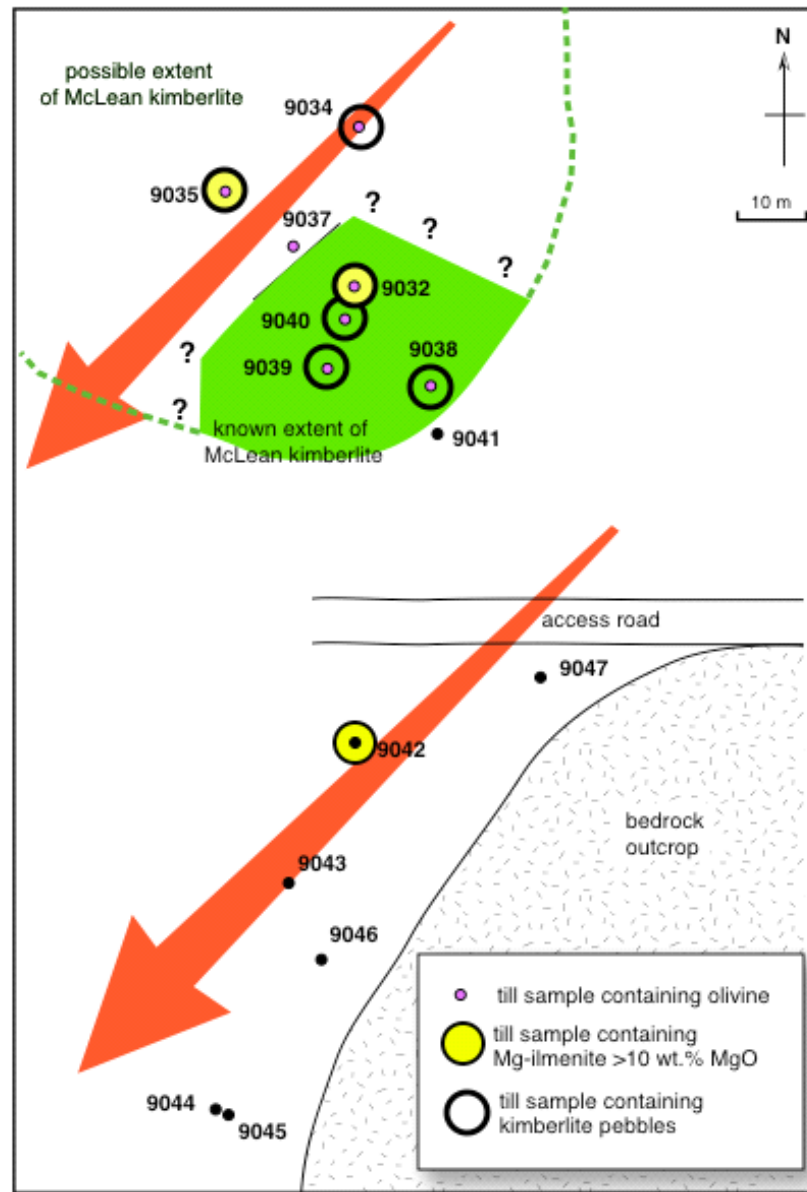 possible extent
of McLean kimberlite
N
10 m
9034
9035
9037
?
?
?
9032
9040
9038
9039
?
?
known extent of
McLean kimberlite
9041
access road
9047
9042
bedrock
outcrop
9043
9046
9044
9045
till sample containing olivine
till sample containing
Mg-ilmenite >10 wt.% MgO
till sample containing
kimberlite pebbles